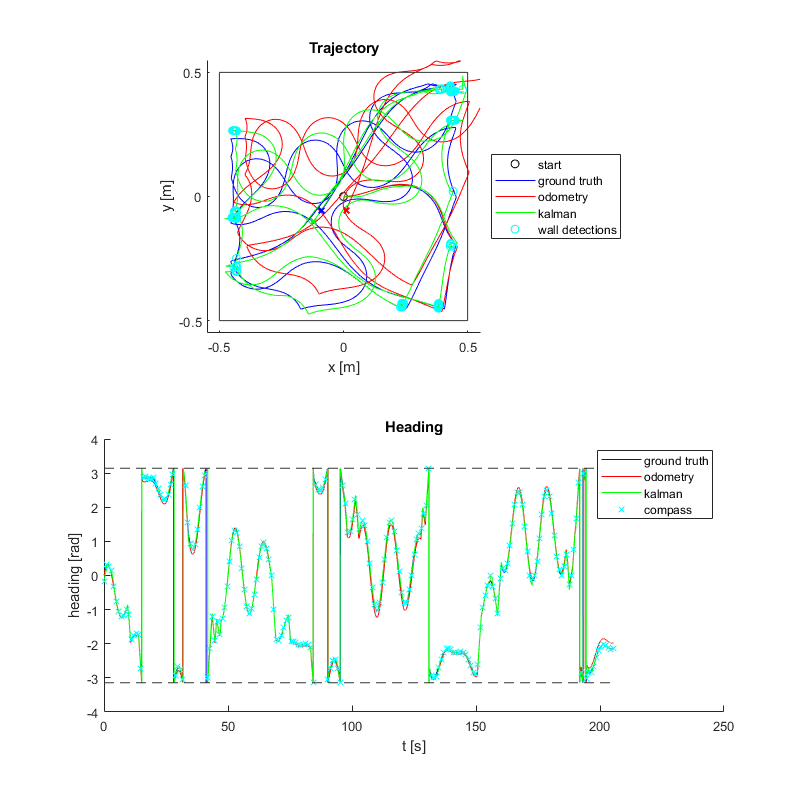 Trajectory
0.5
0
-0.5
y [m]
-0.5
0
0.5
x [m]
start
ground truth
odometry
kalman
wall detections
Heading
4
3
2
1
0
-1
-2
-3
-4
heading [rad]
0
50
100
150
200
250
t [s]
ground truth
odometry
kalman
compass